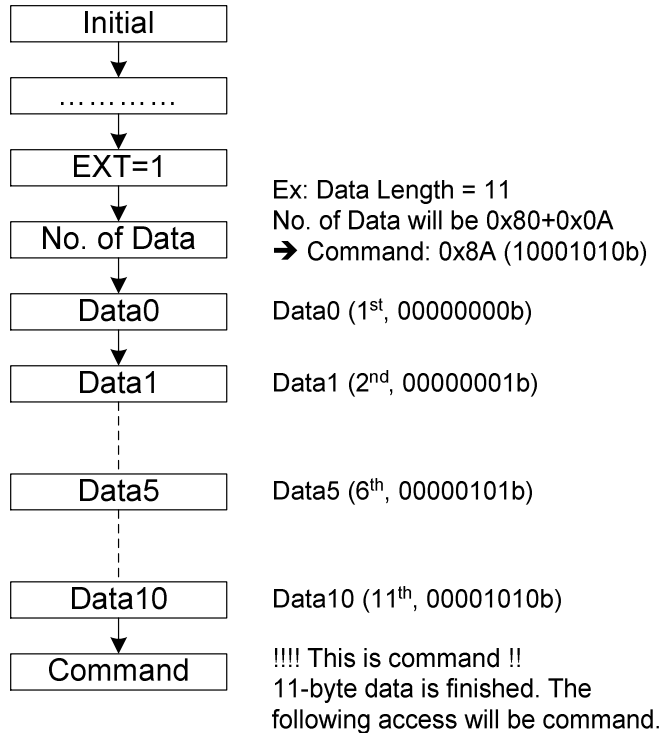 Initial
…………
EXT=1
Ex: Data Length = 11
No. of Data will be 0x80+0x0A
No. of Data
➔ Command: 0x8A (10001010b)
Data0
Data0 (1st, 00000000b)
Data1
Data1 (2nd, 00000001b)
Data5
Data5 (6th, 00000101b)
Data10
Data10 (11th, 00001010b)
Command
!!!! This is command !!
11-byte data is finished. The
following access will be command.